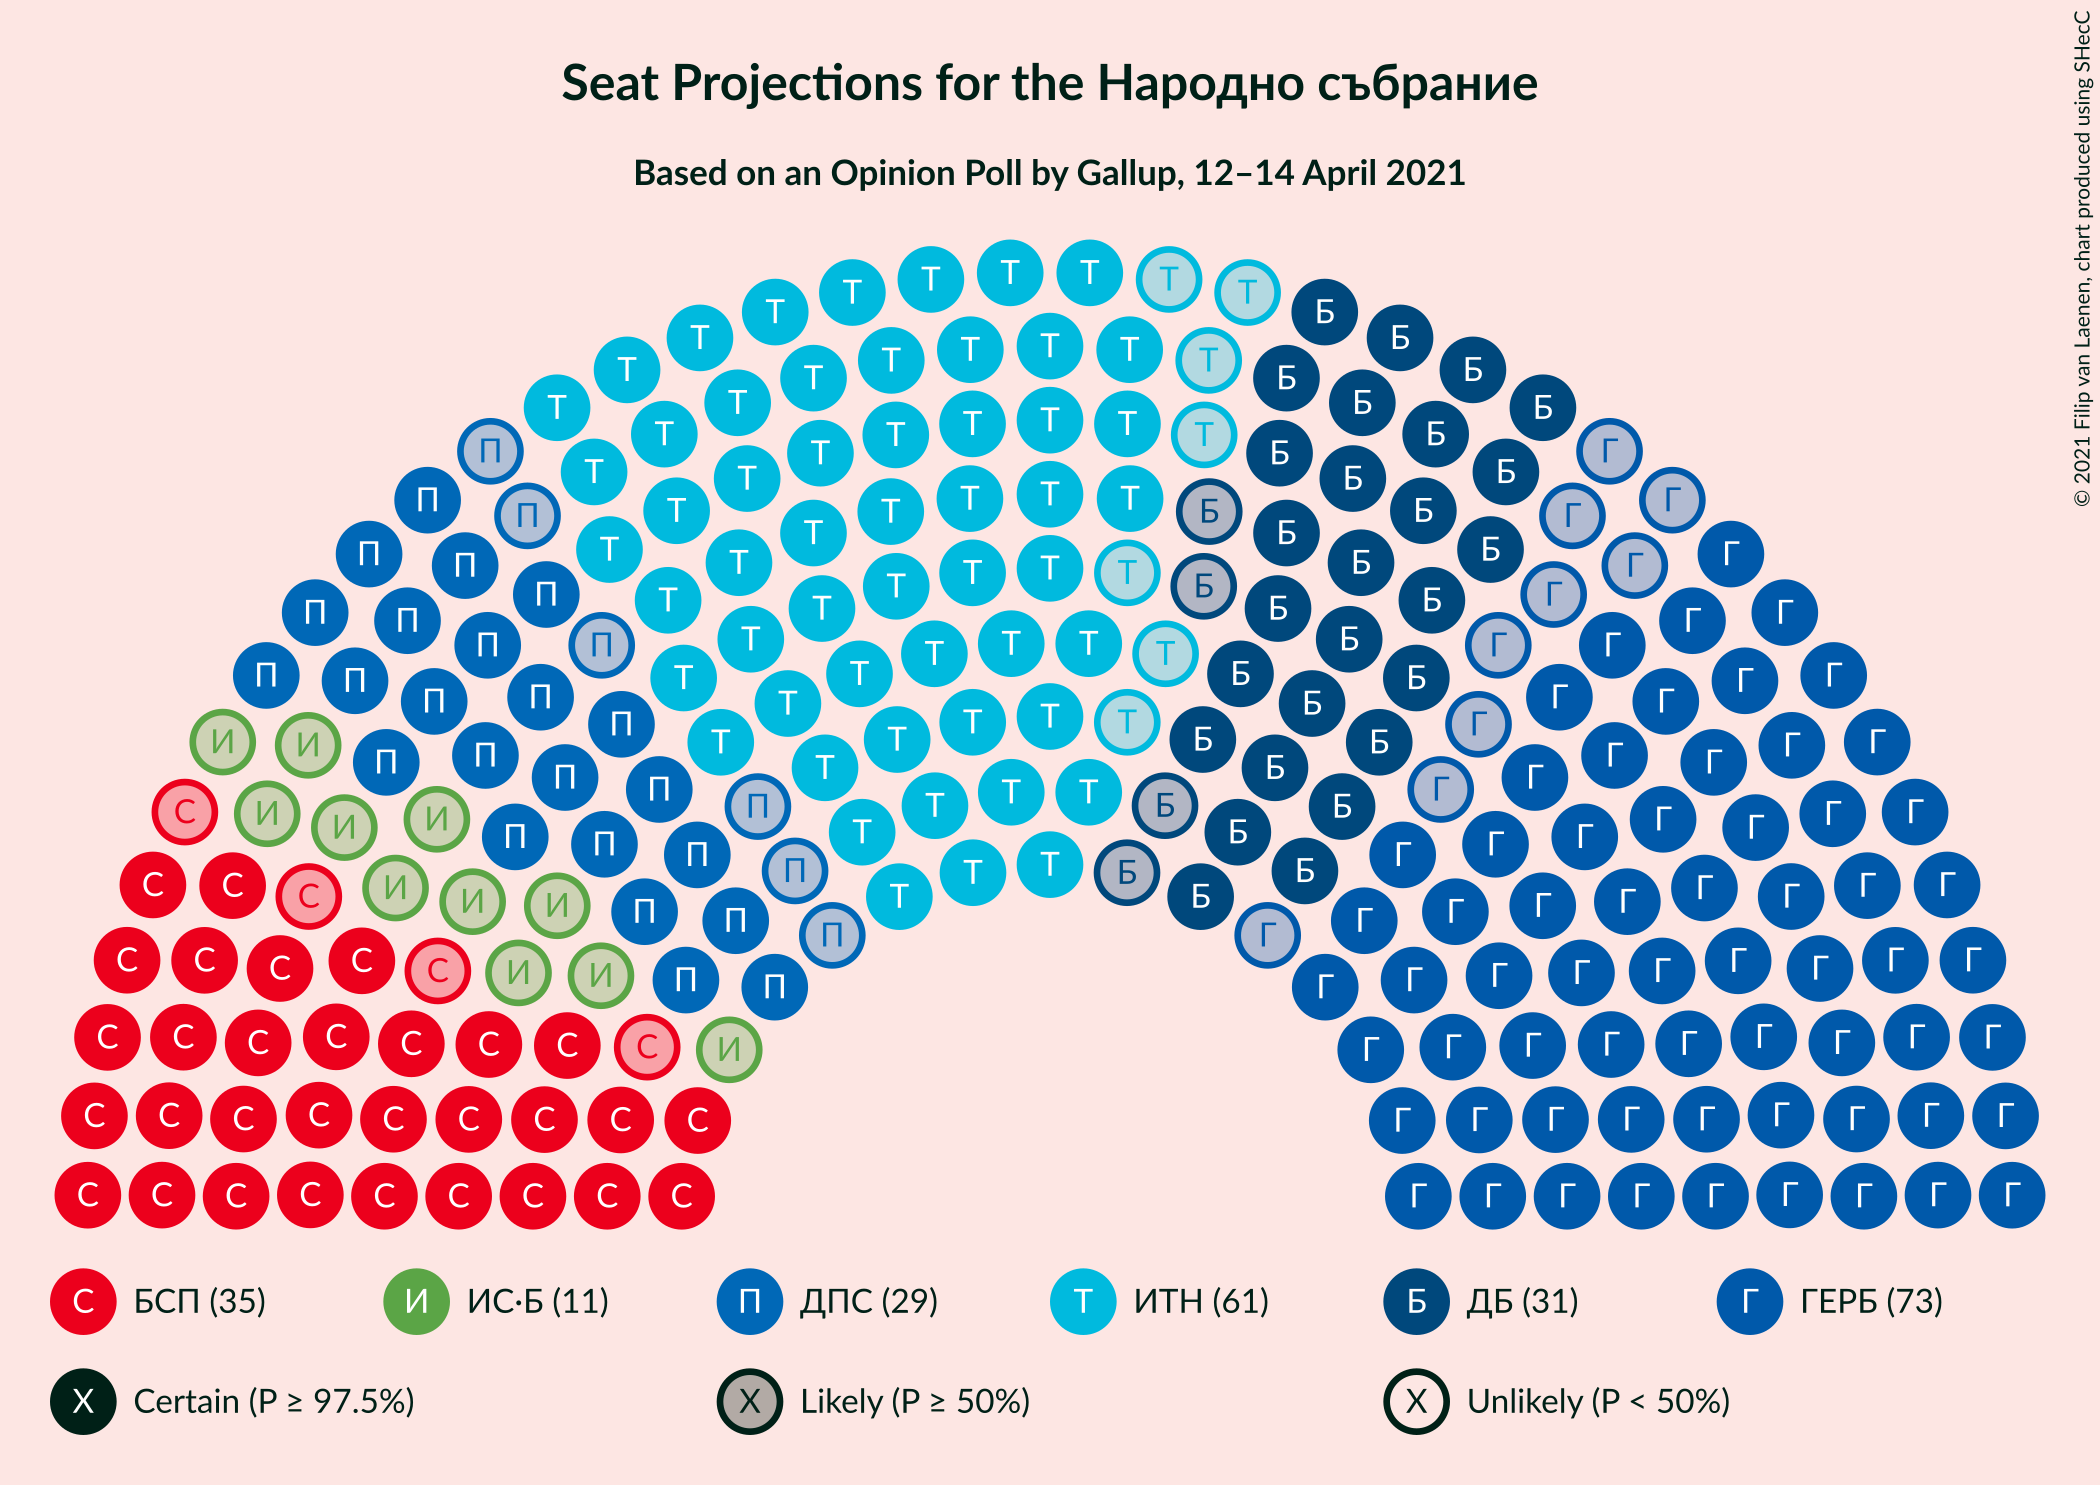 Seat Projections for the Народно събрание
Based on an Opinion Poll by Gallup, 12–14 April 2021
© 2021 Filip van Laenen, chart produced using SHecC
Т Т Т Т Т Т Т Т Т Т Б Б Б Б
С БСП (35) И ИС·Б (11) П ДПС (29) Т ИТН (61) Б ДБ (31) Г ГЕРБ (73)
X Certain (P ≥ 97.5%) X Likely (P ≥ 50%) X Unlikely (P < 50%)